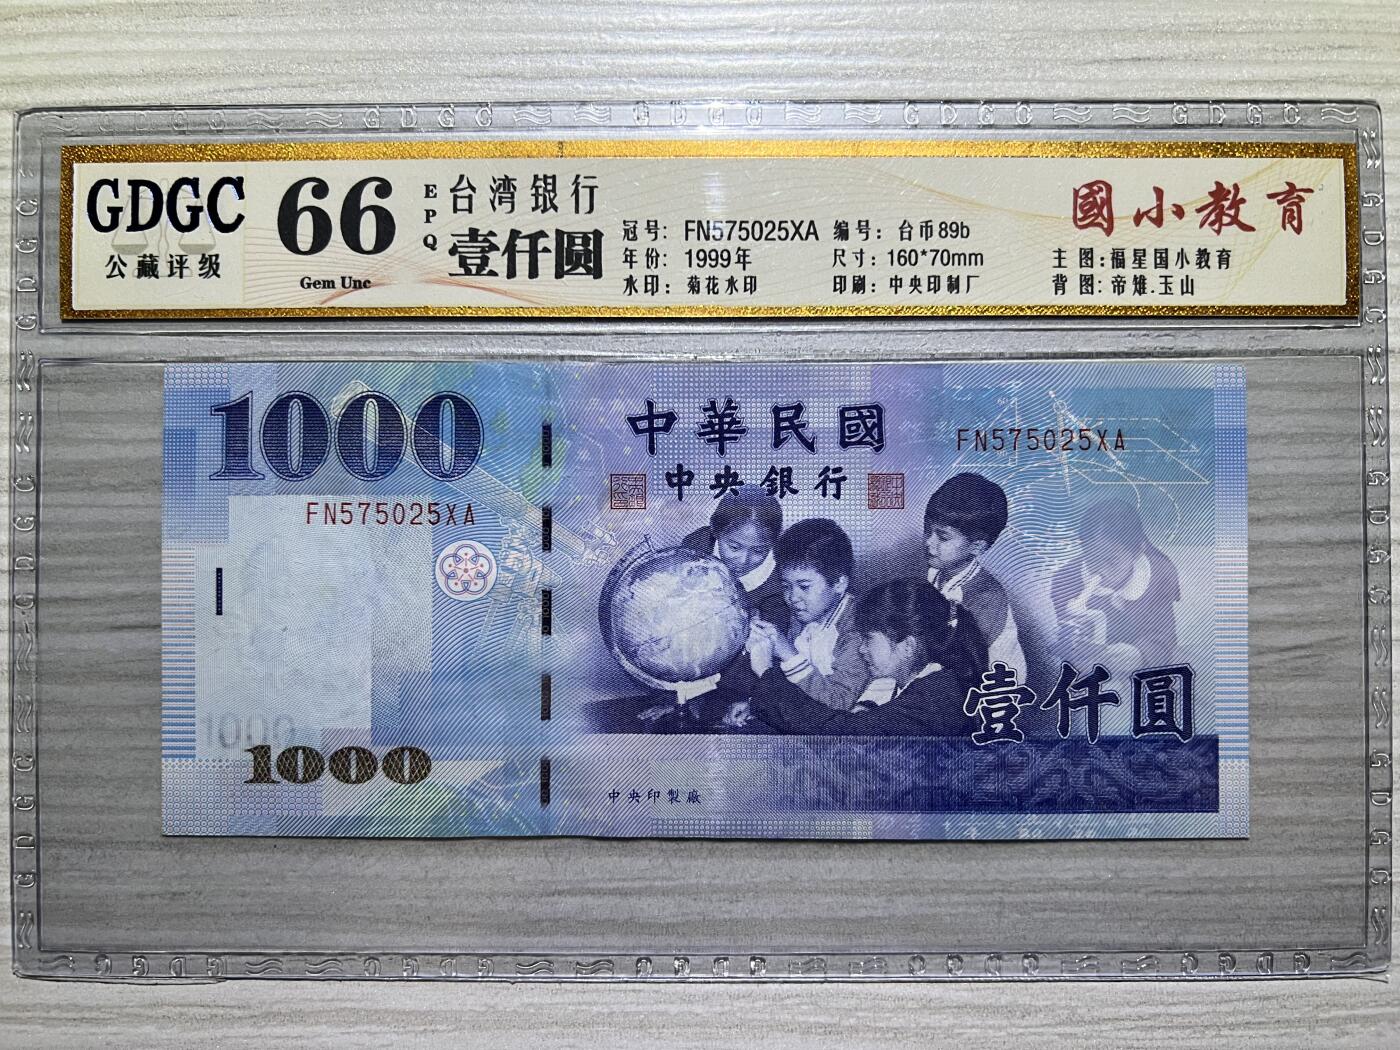 GDGC
公藏评级
66
Gem Unc
EPQ
台湾银行
壹仟圆
冠号: FN575025XA
年份: 1999年
水印: 菊花水印
编号: 台币89b
尺寸: 160*70mm
印刷: 中央印制厂
國小教育
主图:福星国小教育
背图:帝雉.玉山
1000
FN575025XA
中華民國
中央銀行
FN575025XA
壹仟圓
1000
1000
中央印製廠